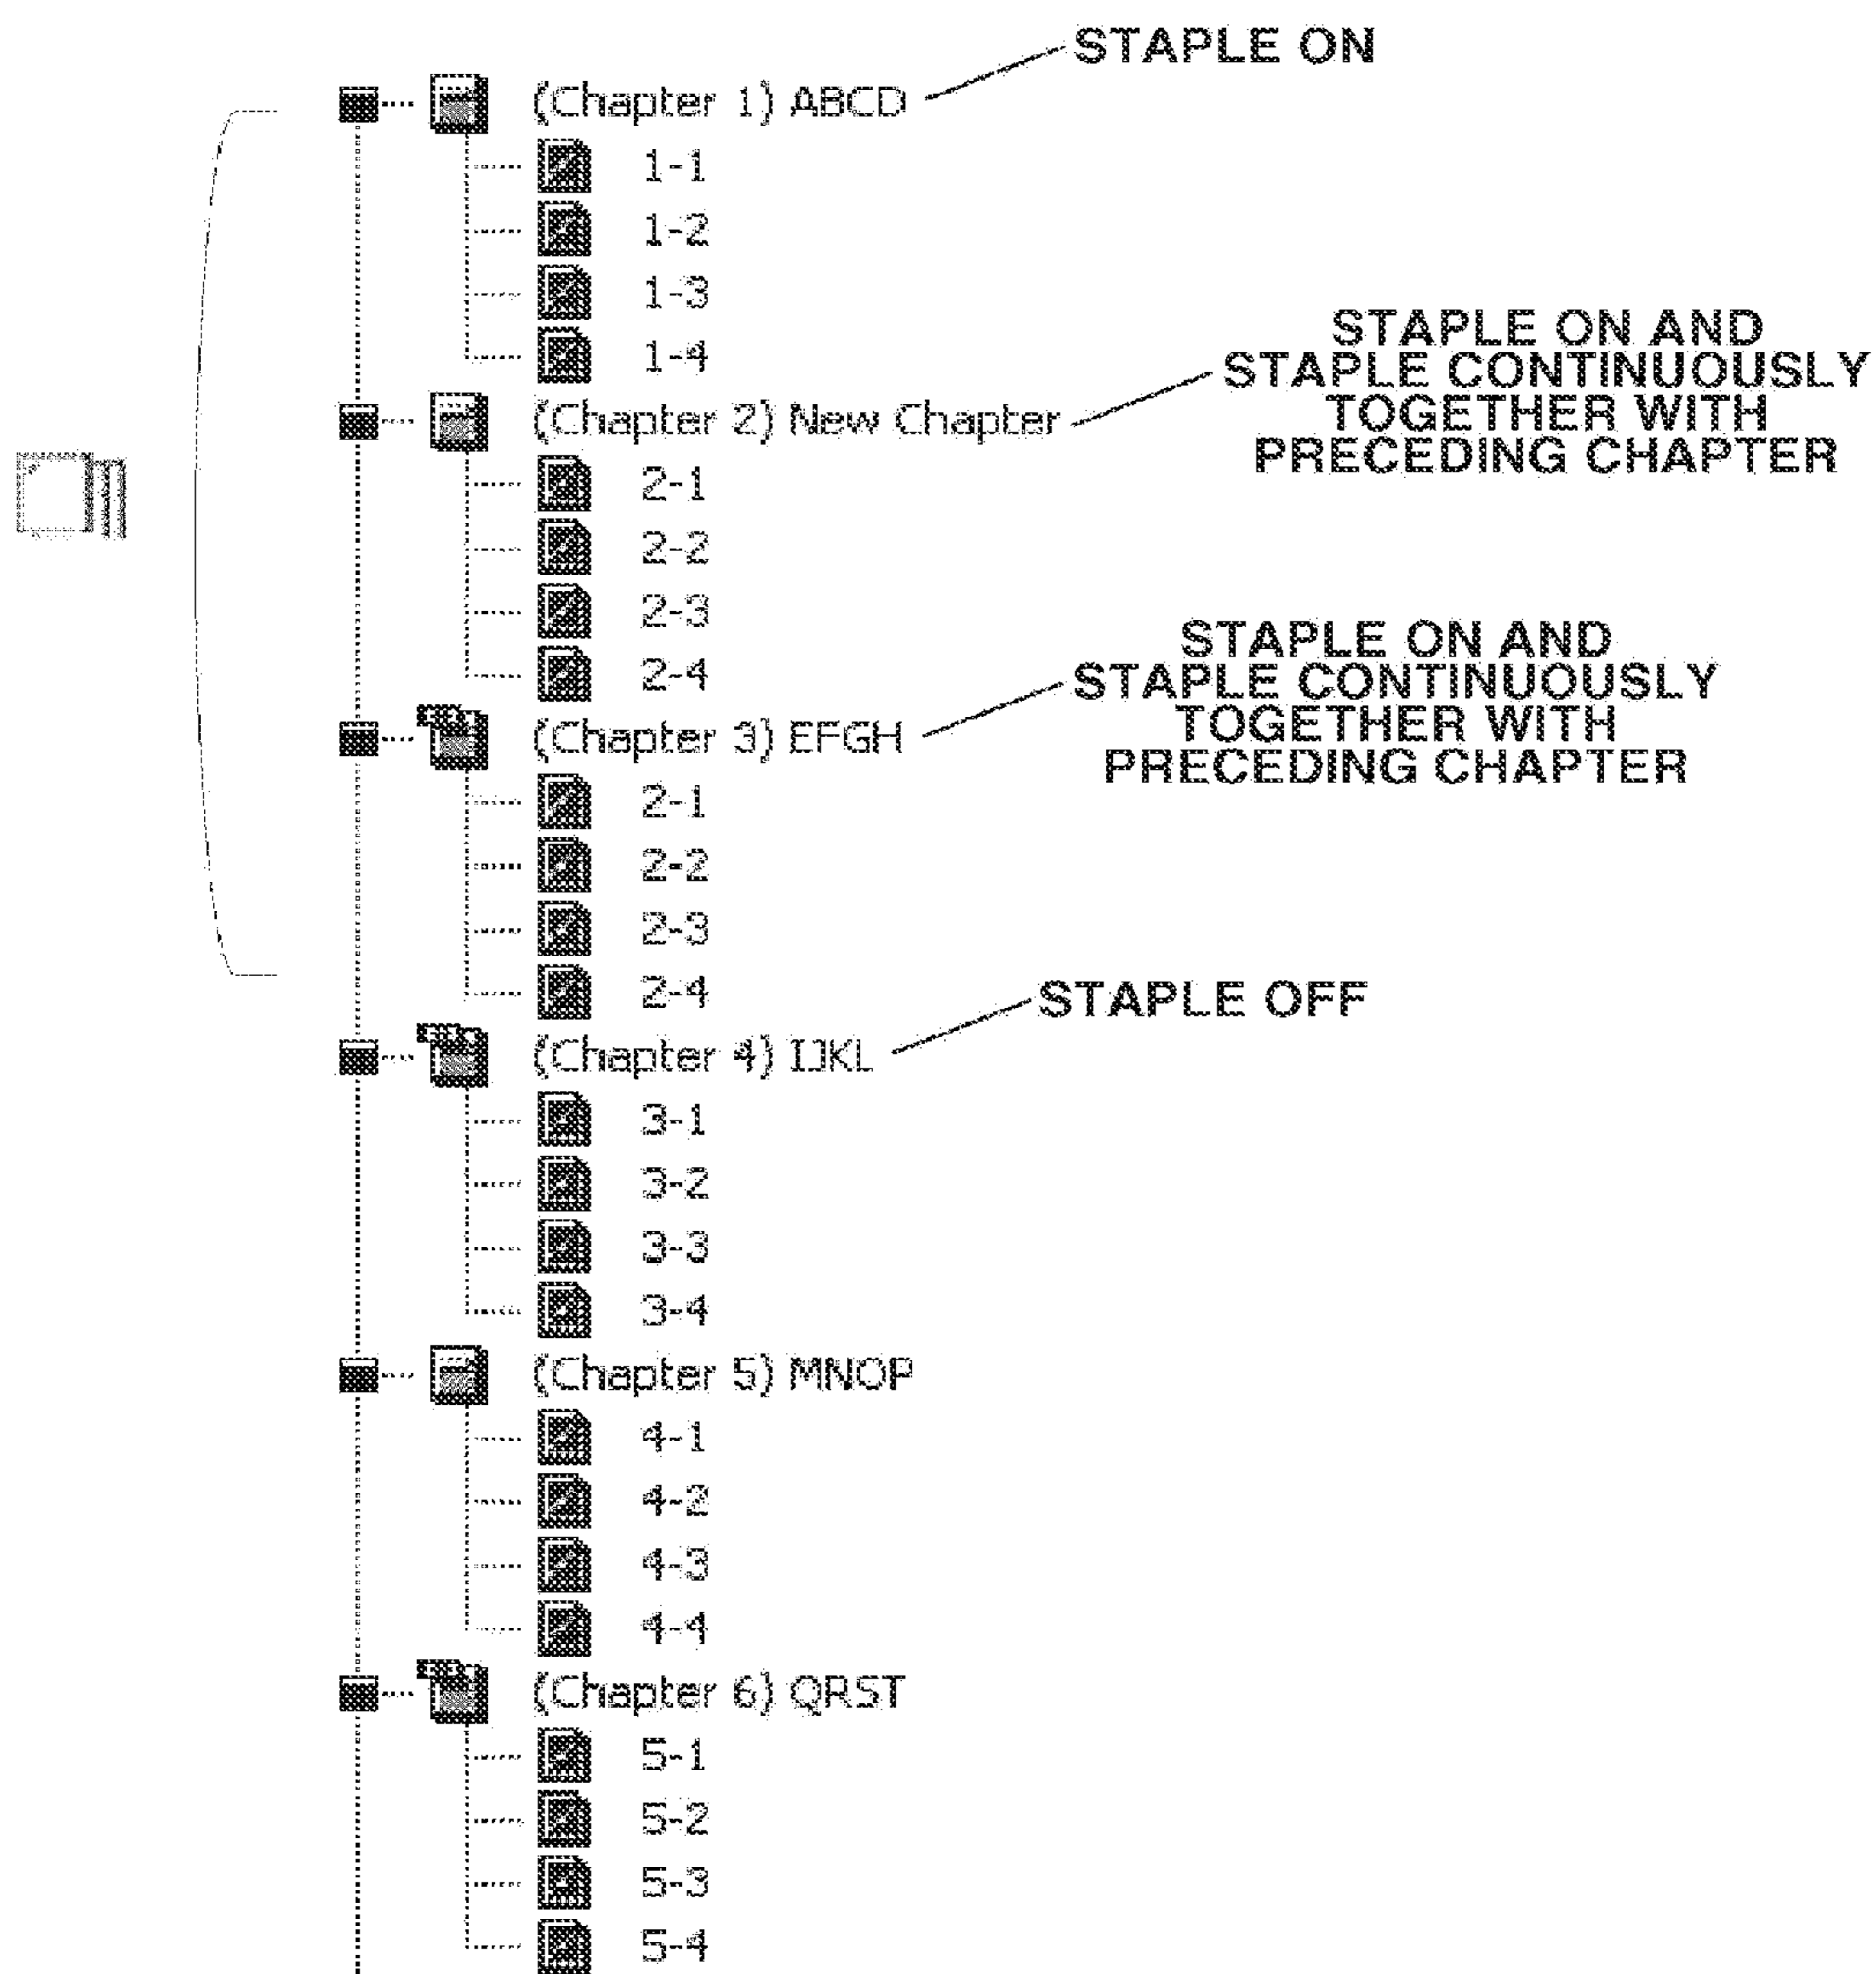 STAPLE ON
(Chapter 1) ABCD
1-1
1-2
1-3
1-4
STAPLE ON AND
STAPLE CONTINUOUSLY
TOGETHER WITH
PRECEDING CHAPTER
(Chapter 2) New Chapter
2-1
2-2
2-3
2-4
STAPLE ON AND
STAPLE CONTINUOUSLY
TOGETHER WITH
PRECEDING CHAPTER
(Chapter 3) EFGH
2-1
2-2
2-3
2-4
STAPLE OFF
(Chapter 4) IJKL
3-1
3-2
3-3
3-4
(Chapter 5) MNOP
4-1
4-2
4-3
4-4
(Chapter 6) QRST
5-1
5-2
5-3
5-4